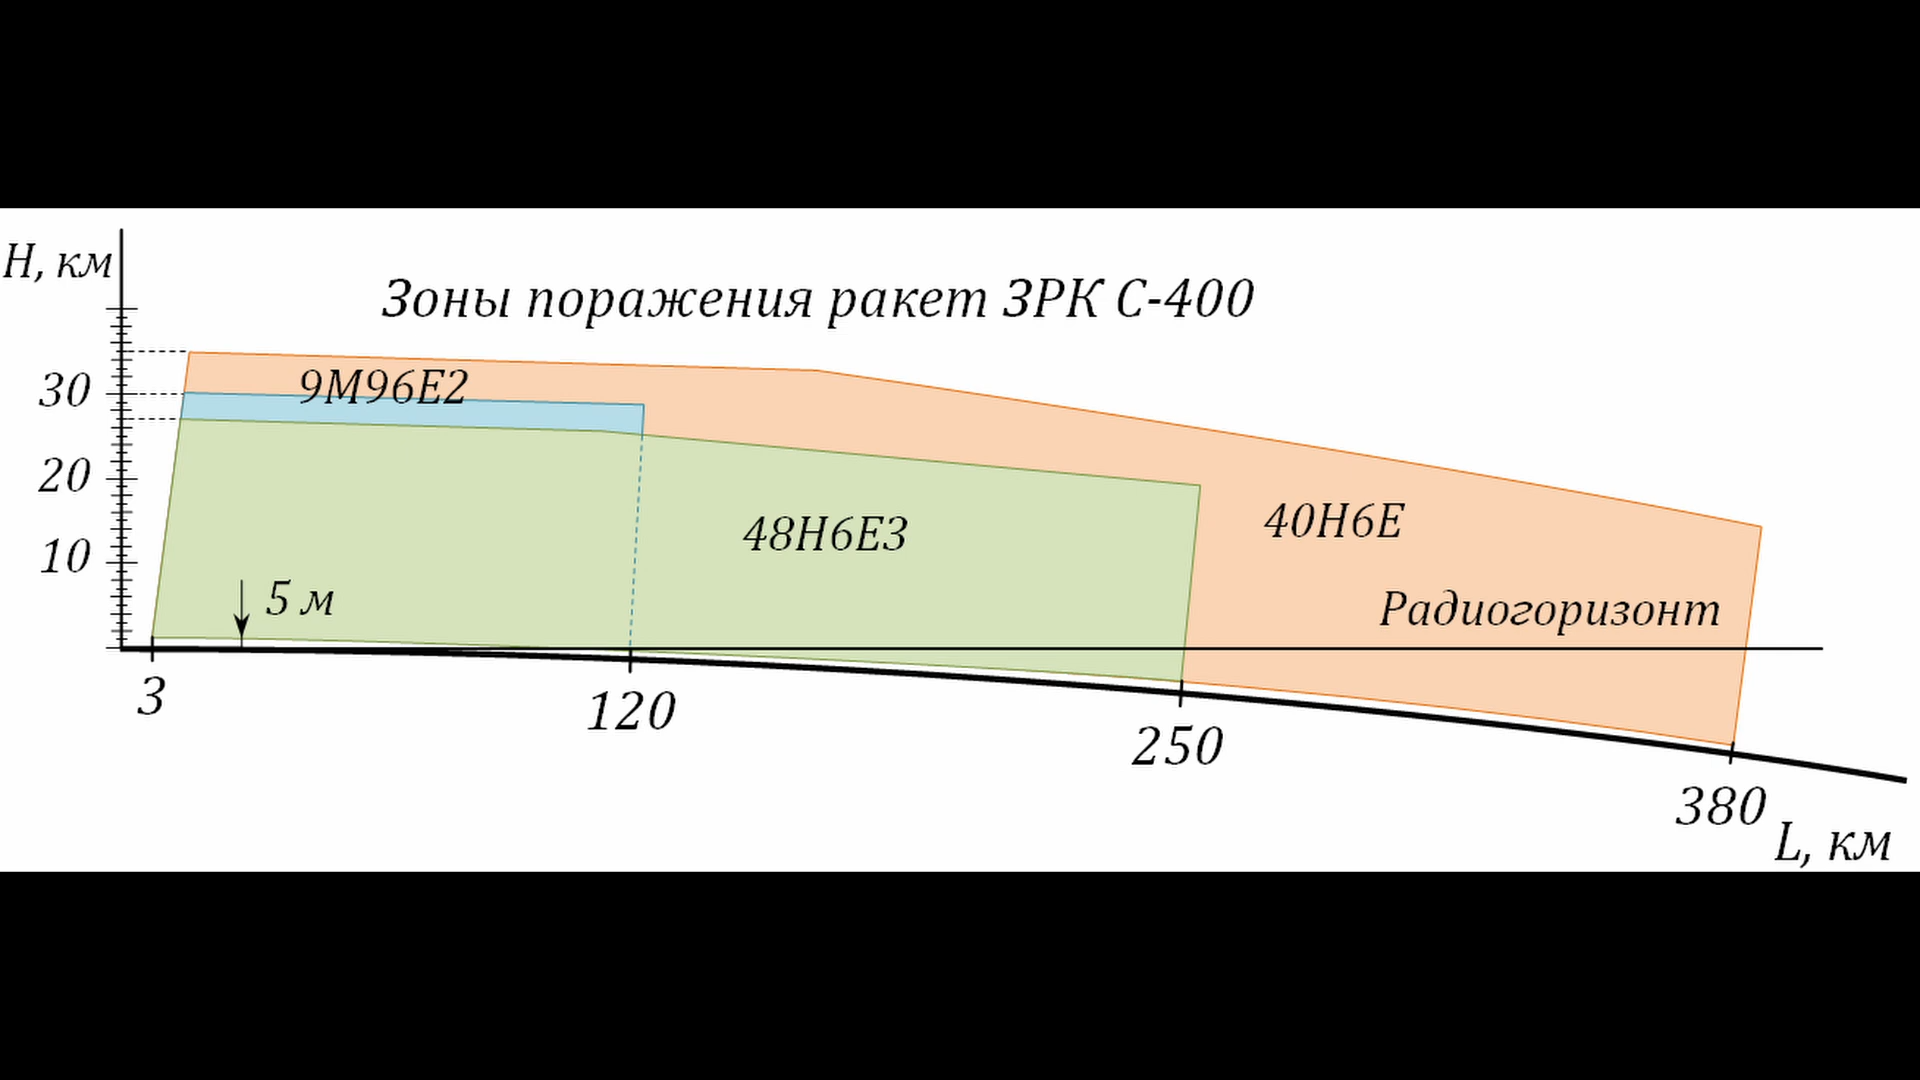 H, км
Зоны поражения ракет ЗРК С-400
9М96Е2
30
20
48Н6Е3
40Н6Е
10
5 м
Радиогоризонт
3
120
250
380
L, км